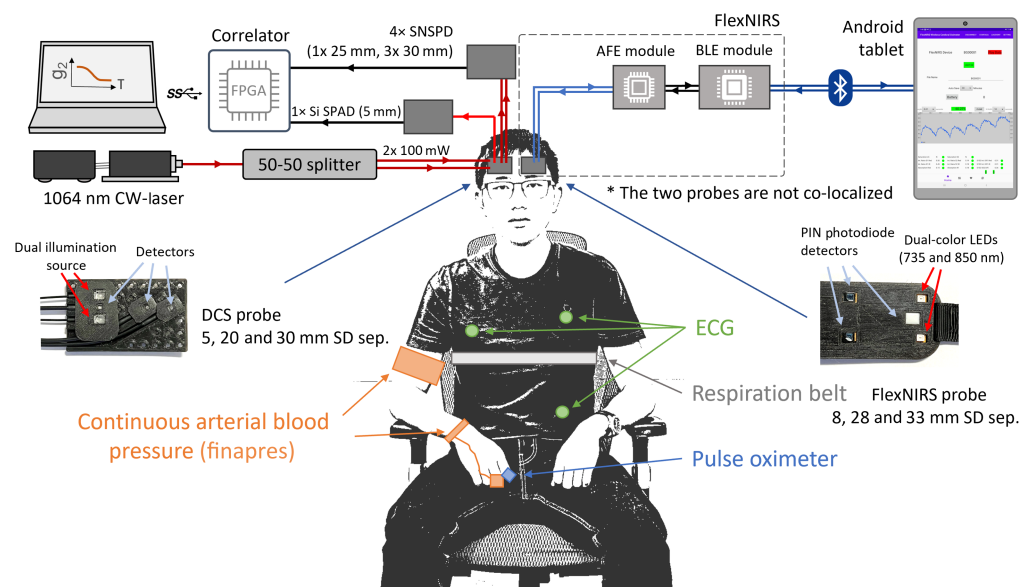 4× SNSPD
(1x 25 mm, 3x 30 mm)
FlexNIRS
Correlator
Android
tablet
AFE module
BLE module
g2
T
SS
FPGA
1× Si SPAD (5 mm)
2x 100 mW
50-50 splitter
1064 nm CW-laser
* The two probes are not co-localized
Dual illumination
source
Detectors
PIN photodiode
detectors
Dual-color LEDs
(735 and 850 nm)
DCS probe
5, 20 and 30 mm SD sep.
ECG
Respiration belt
FlexNIRS probe
8, 28 and 33 mm SD sep.
Continuous arterial blood
pressure (finapres)
Pulse oximeter